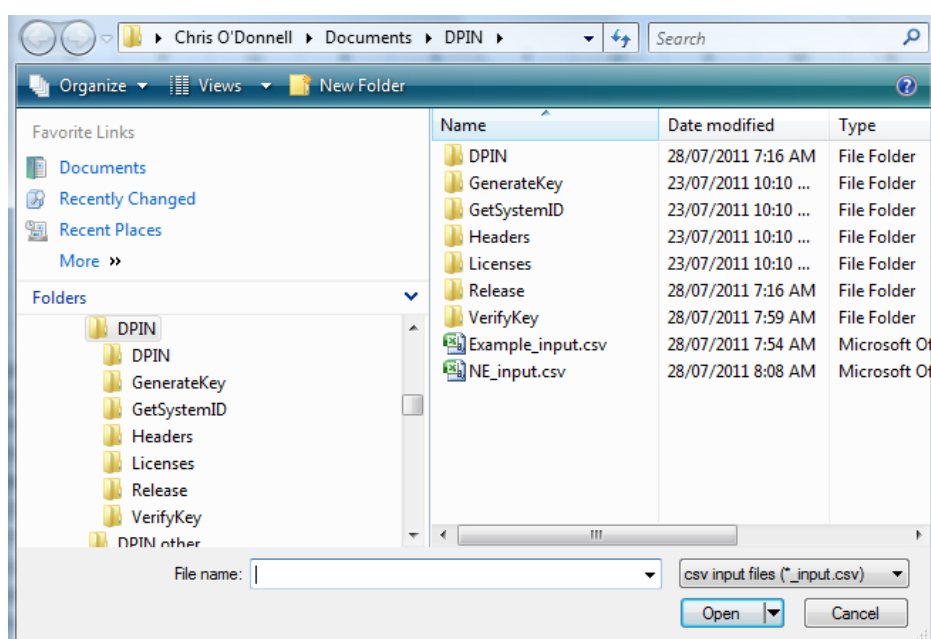 Chris O'Donnell Documents DPIN Search
Organize Views New Folder
Favorite Links
Documents
Recently Changed
Recent Places
More »
Folders
DPIN
DPIN
GenerateKey
GetSystemID
Headers
Licenses
Release
VerifyKey
DPIN other
Name Date modified Type
DPIN 28/07/2011 7:16 AM File Folder
GenerateKey 23/07/2011 10:10 ... File Folder
GetSystemID 23/07/2011 10:10 ... File Folder
Headers 23/07/2011 10:10 ... File Folder
Licenses 23/07/2011 10:10 ... File Folder
Release 28/07/2011 7:16 AM File Folder
VerifyKey 28/07/2011 7:59 AM File Folder
Example_input.csv 28/07/2011 7:54 AM Microsoft Of
NE_input.csv 28/07/2011 8:08 AM Microsoft Of
File name: csv input files (*_input.csv)
Open Cancel